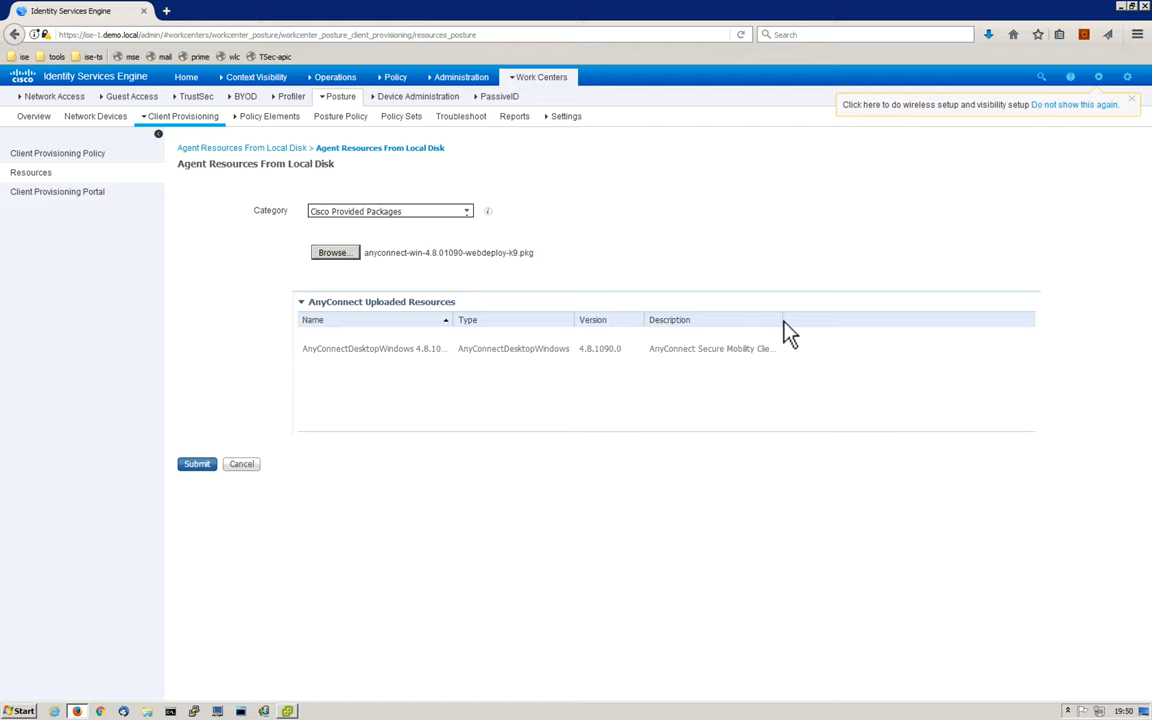 Identity Services Engine
https://ise-1.demo.local/admin/#workcenters/workcenter_posture/workcenter_posture_client_provisioning/resources_posture
Search
ise tools ise-ts mse mail prime wlc TSec-apic
CISCO Identity Services Engine Home Context Visibility Operations Policy Administration Work Centers
Network Access Guest Access TrustSec BYOD Profiler Posture Device Administration PassiveID
Click here to do wireless setup and visibility setup Do not show this again.
Overview Network Devices Client Provisioning Policy Elements Posture Policy Policy Sets Troubleshoot Reports Settings
Client Provisioning Policy
Resources
Client Provisioning Portal
Agent Resources From Local Disk > Agent Resources From Local Disk
Agent Resources From Local Disk
Category Cisco Provided Packages
Browse... anyconnect-win-4.8.01090-webdeploy-k9.pkg
AnyConnect Uploaded Resources
Name Type Version Description
AnyConnectDesktopWindows 4.8.10... AnyConnectDesktopWindows 4.8.1090.0 AnyConnect Secure Mobility Clie...
Submit Cancel
Start 19:50